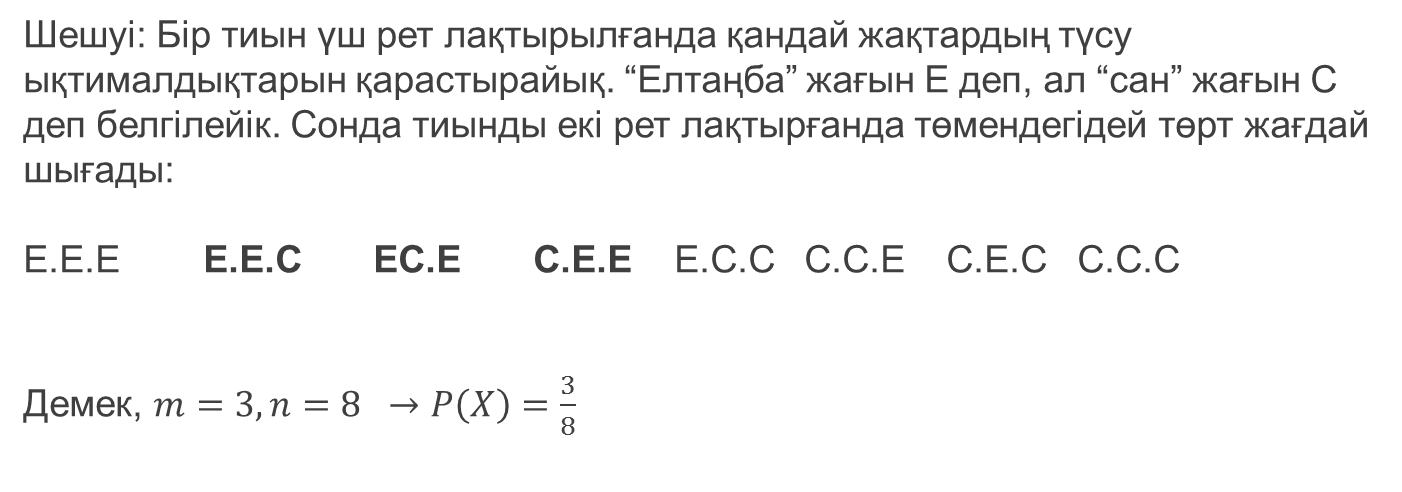 Шешуі: Бір тиын үш рет лақтырылғанда қандай жақтардың түсу
ықтималдықтарын қарастырайық. “Елтаңба” жағын Е деп, ал “сан” жағын С
деп белгілейік. Сонда тиынды екі рет лақтырғанда төмендегідей төрт жағдай
шығады:
Е.Е.Е Е.Е.С ЕС.Е С.Е.Е Е.С.С С.С.Е С.Е.С С.С.С
Демек, m = 3, n = 8 → P(X) = 3/8